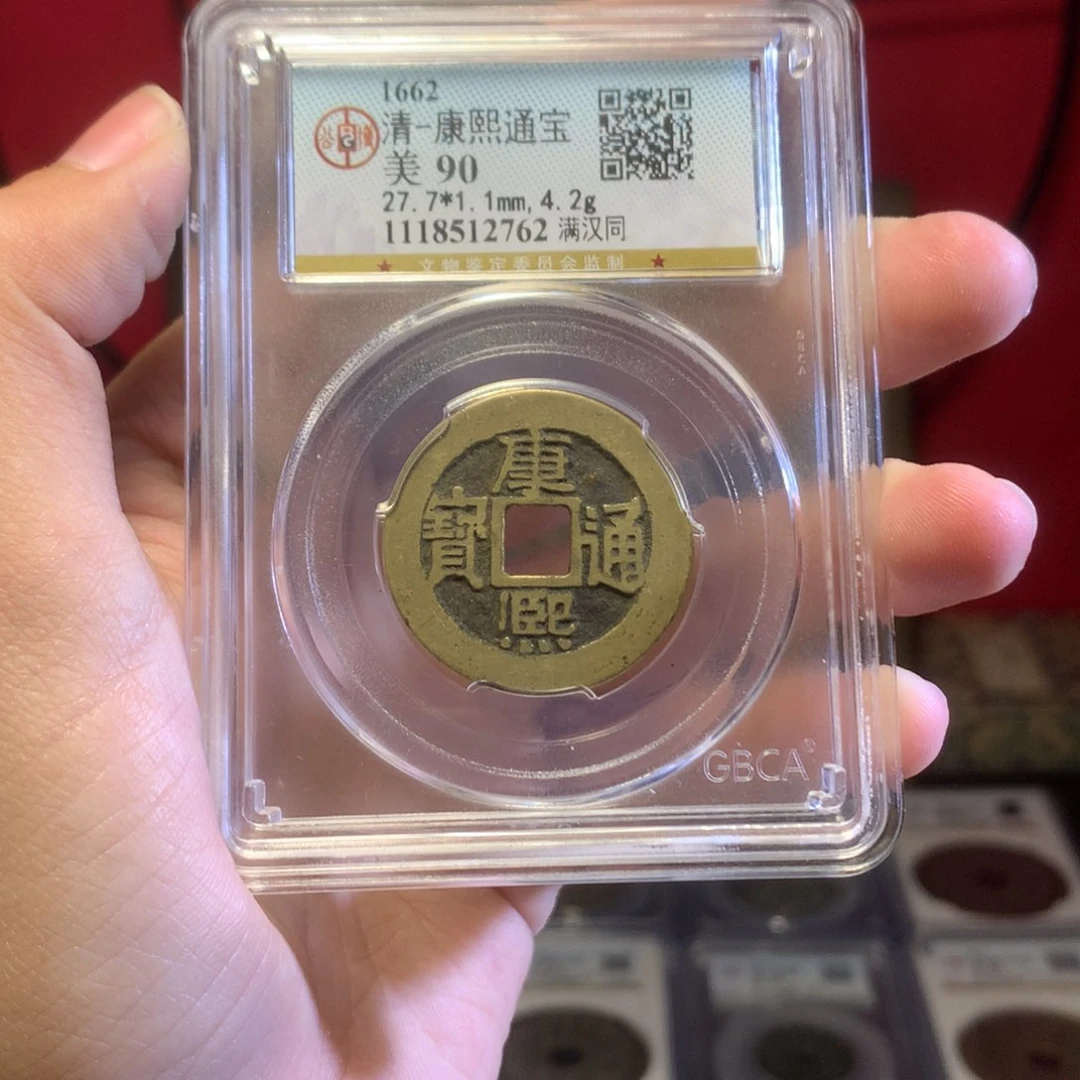 1662
清-康熙通宝
美 90
27.7*1.1mm, 4.2g
1118512762 满汉同
★ 文物鉴定委员会监制 ★
GBCA
康
寶 通
熙
GBCA